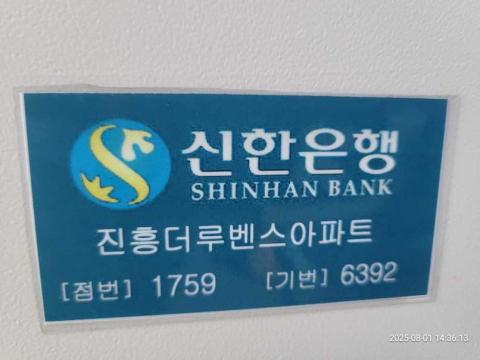 신한은행
SHINHAN BANK
진흥더루벤스아파트
[점번] 1759 [기번] 6392
2025-08-01 14:36:13